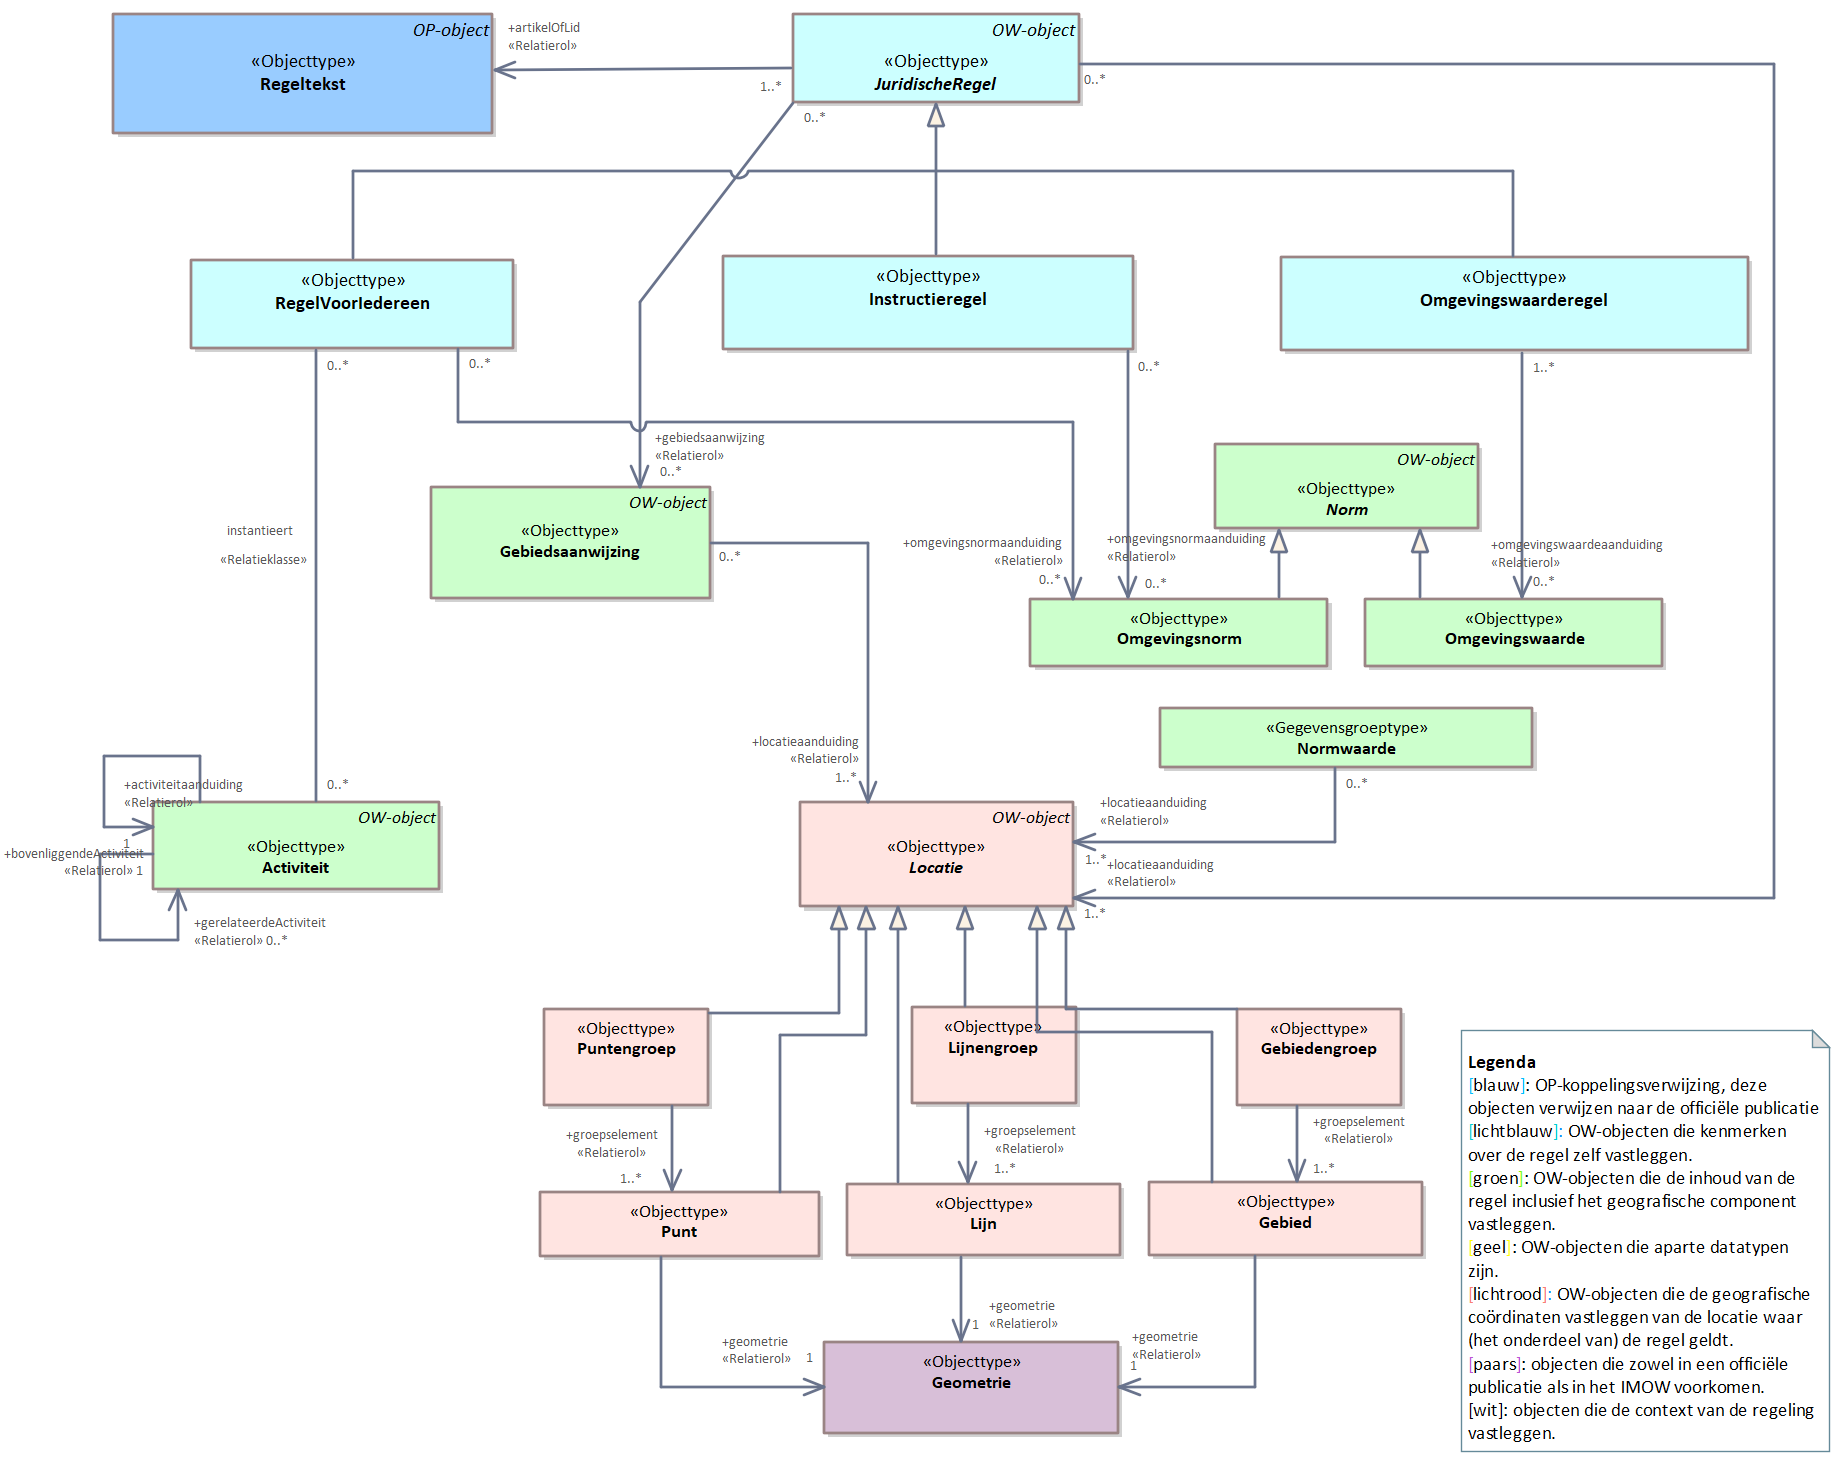 OP-object
«Objecttype»
Regeltekst
+artikelOfLid
«Relatierol»
1..*
OW-object
«Objecttype»
JuridischeRegel
0..*
0..*
«Objecttype»
RegelVoorIedereen
0..*
0..*
«Objecttype»
Instructieregel
0..*
«Objecttype»
Omgevingswaarderegel
1..*
+gebiedsaanwijzing
«Relatierol»
0..*
OW-object
«Objecttype»
Gebiedsaanwijzing
0..*
instantieert
«Relatieklasse»
0..*
OW-object
«Objecttype»
Norm
+omgevingsnormaanduiding
«Relatierol»
0..*
+omgevingsnormaanduiding
«Relatierol»
0..*
+omgevingswaardeaanduiding
«Relatierol»
0..*
«Objecttype»
Omgevingsnorm
«Objecttype»
Omgevingswaarde
«Gegevensgroeptype»
Normwaarde
0..*
+locatieaanduiding
«Relatierol»
1..*
+activiteitaanduiding
«Relatierol»
1
+bovenliggendeActiviteit
«Relatierol» 1
OW-object
«Objecttype»
Activiteit
+gerelateerdeActiviteit
«Relatierol» 0..*
OW-object
«Objecttype»
Locatie
+locatieaanduiding
«Relatierol»
1..*
+locatieaanduiding
«Relatierol»
1..*
«Objecttype»
Puntengroep
«Objecttype»
Lijnengroep
«Objecttype»
Gebiedengroep
+groepselement
«Relatierol»
1..*
+groepselement
«Relatierol»
1..*
+groepselement
«Relatierol»
1..*
«Objecttype»
Punt
«Objecttype»
Lijn
«Objecttype»
Gebied
+geometrie
«Relatierol»
1
+geometrie
«Relatierol»
1
+geometrie
«Relatierol»
1
«Objecttype»
Geometrie
Legenda
[blauw]: OP-koppelingsverwijzing, deze
objecten verwijzen naar de officiële publicatie
[lichtblauw]: OW-objecten die kenmerken
over de regel zelf vastleggen.
[groen]: OW-objecten die de inhoud van de
regel inclusief het geografische component
vastleggen.
[geel]: OW-objecten die aparte datatypen
zijn.
[lichtrood]: OW-objecten die de geografische
coördinaten vastleggen van de locatie waar
(het onderdeel van) de regel geldt.
[paars]: objecten die zowel in een officiële
publicatie als in het IMOW voorkomen.
[wit]: objecten die de context van de regeling
vastleggen.